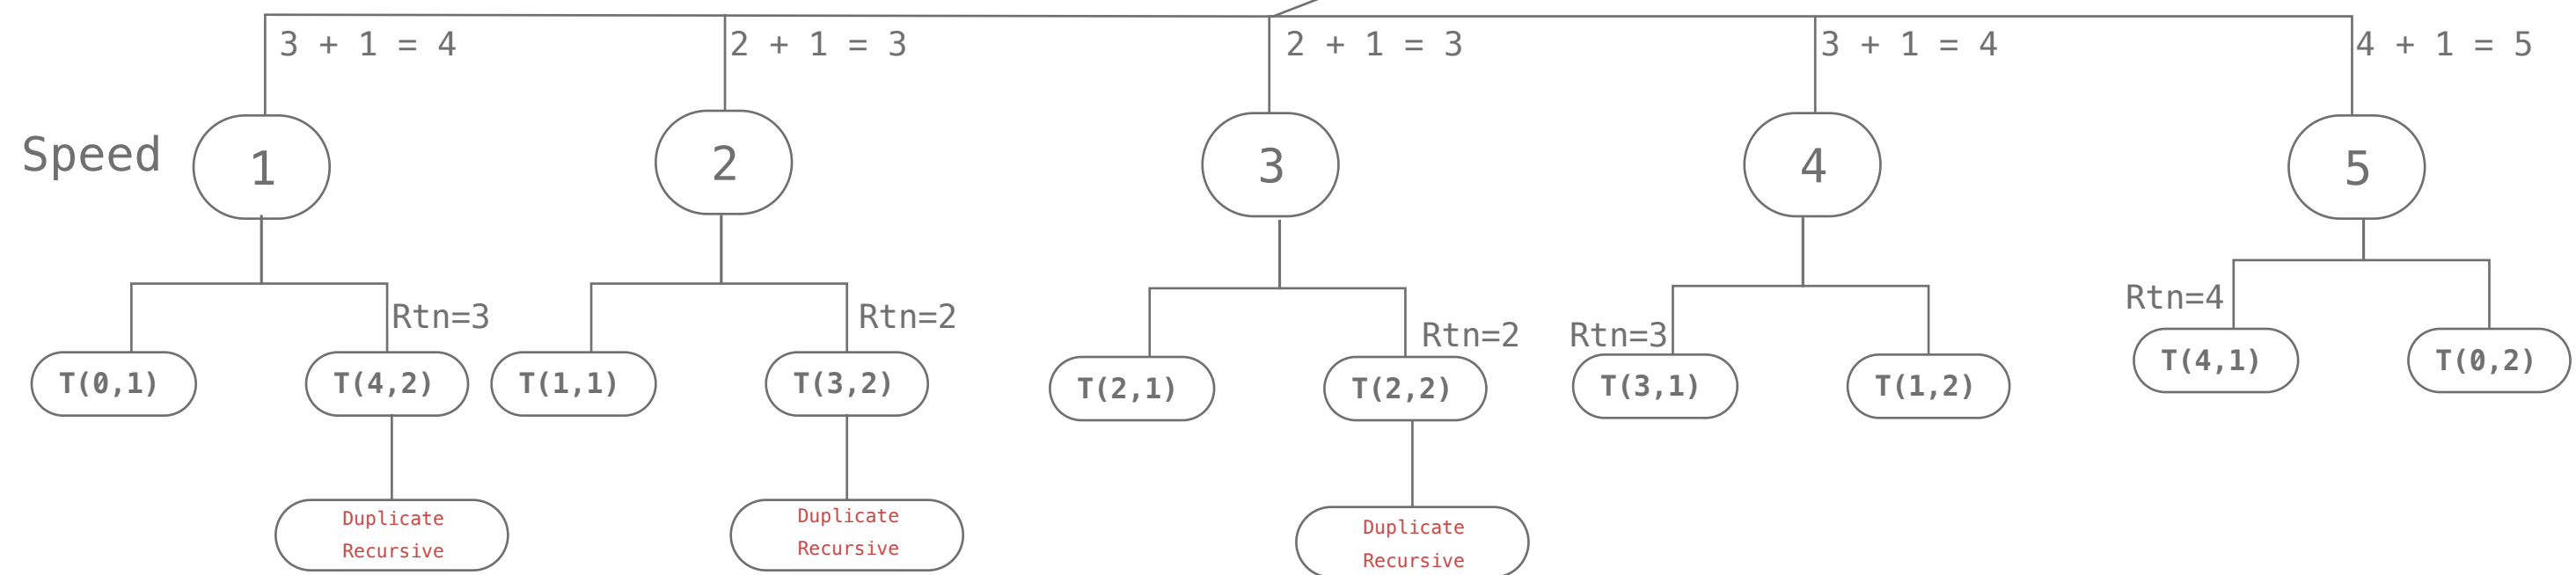 3 + 1 = 4
2 + 1 = 3
2 + 1 = 3
3 + 1 = 4
4 + 1 = 5
Speed
1
2
3
4
5
Rtn=3
Rtn=2
Rtn=2
Rtn=3
Rtn=4
T(0,1)
T(4,2)
T(1,1)
T(3,2)
T(2,1)
T(2,2)
T(3,1)
T(1,2)
T(4,1)
T(0,2)
Duplicate
Recursive
Duplicate
Recursive
Duplicate
Recursive